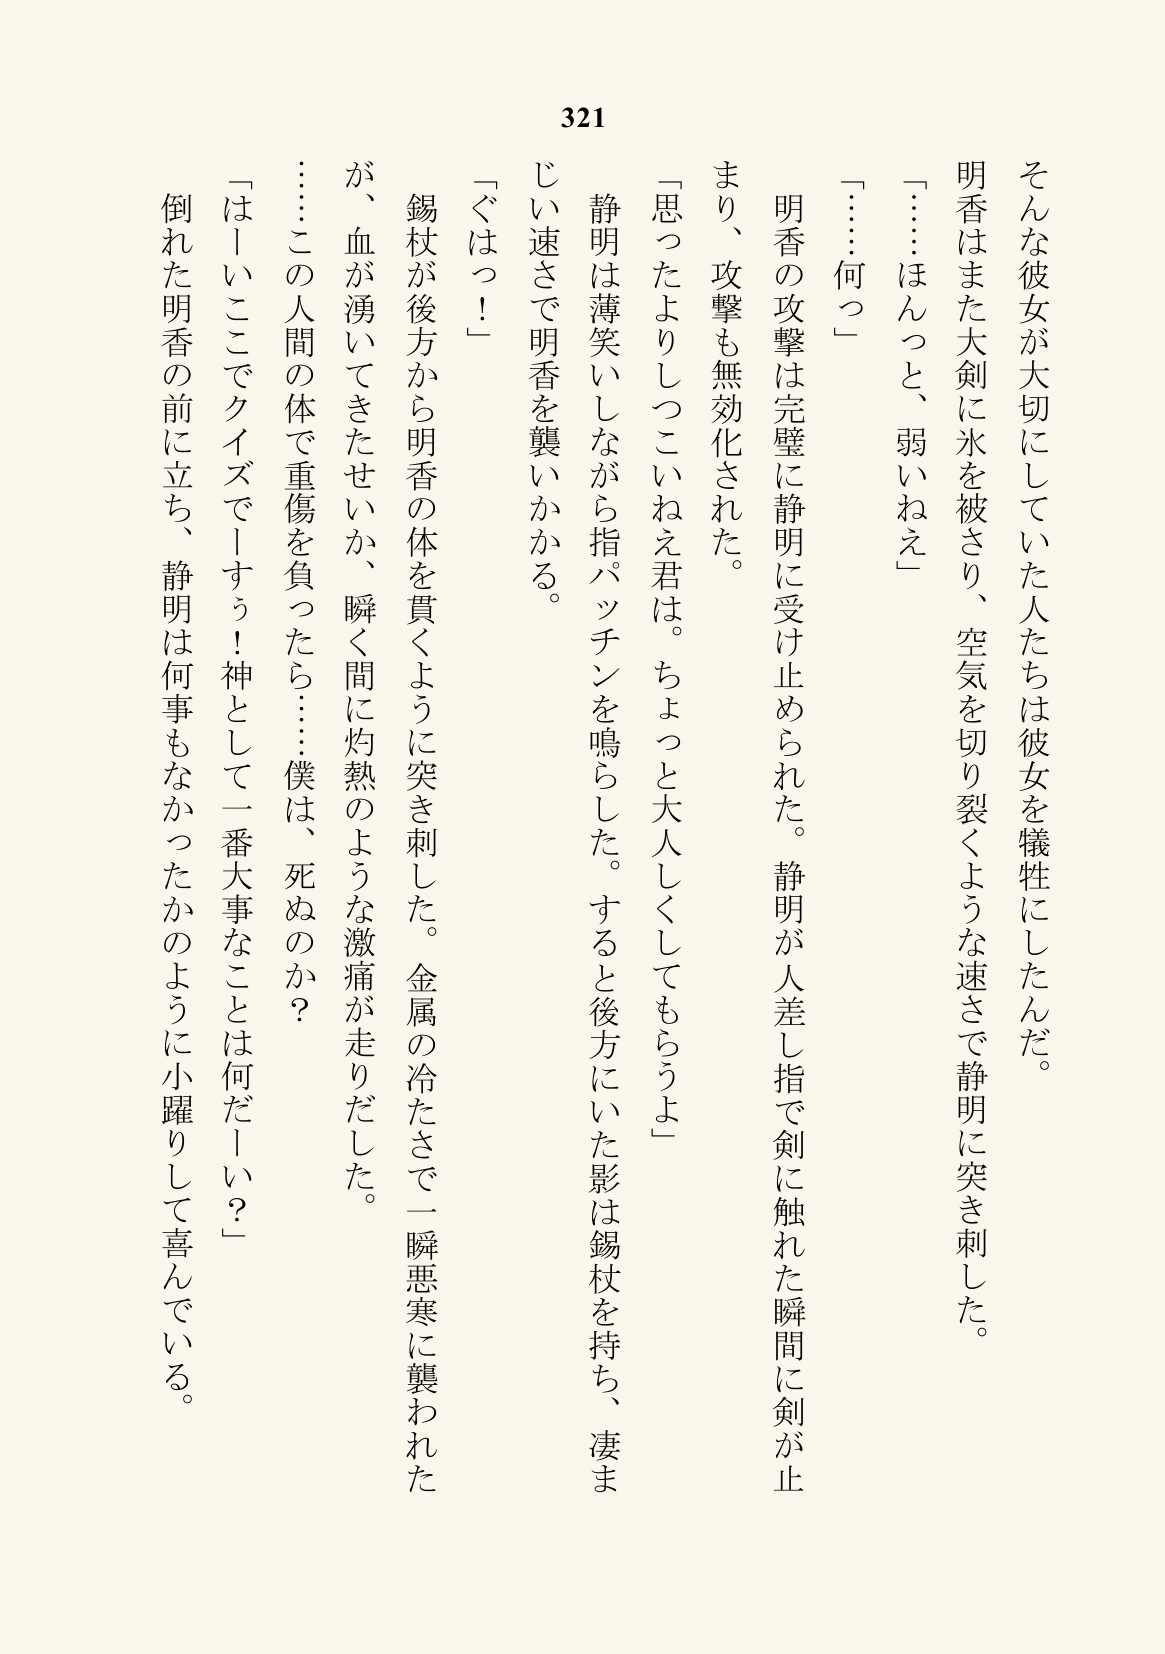 321
そんな彼女が大切にしていた人たちは彼女を犠牲にしたんだ。
明香はまた大剣に氷を被さり、空気を切り裂くような速さで静明に突き刺した。
「……ほんっと、弱いねえ」
「……何っ」
　明香の攻撃は完璧に静明に受け止められた。静明が人差し指で剣に触れた瞬間に剣が止
まり、攻撃も無効化された。
「思ったよりしつこいねえ君は。ちょっと大人しくしてもらうよ」
　静明は薄笑いしながら指パッチンを鳴らした。すると後方にいた影は錫杖を持ち、凄ま
じい速さで明香を襲いかかる。
「ぐはっ！」
　錫杖が後方から明香の体を貫くように突き刺した。金属の冷たさで一瞬悪寒に襲われた
が、血が湧いてきたせいか、瞬く間に灼熱のような激痛が走りだした。
……この人間の体で重傷を負ったら……僕は、死ぬのか？
「はーいここでクイズでーすぅ！神として一番大事なことは何だーい？」
　倒れた明香の前に立ち、静明は何事もなかったかのように小躍りして喜んでいる。